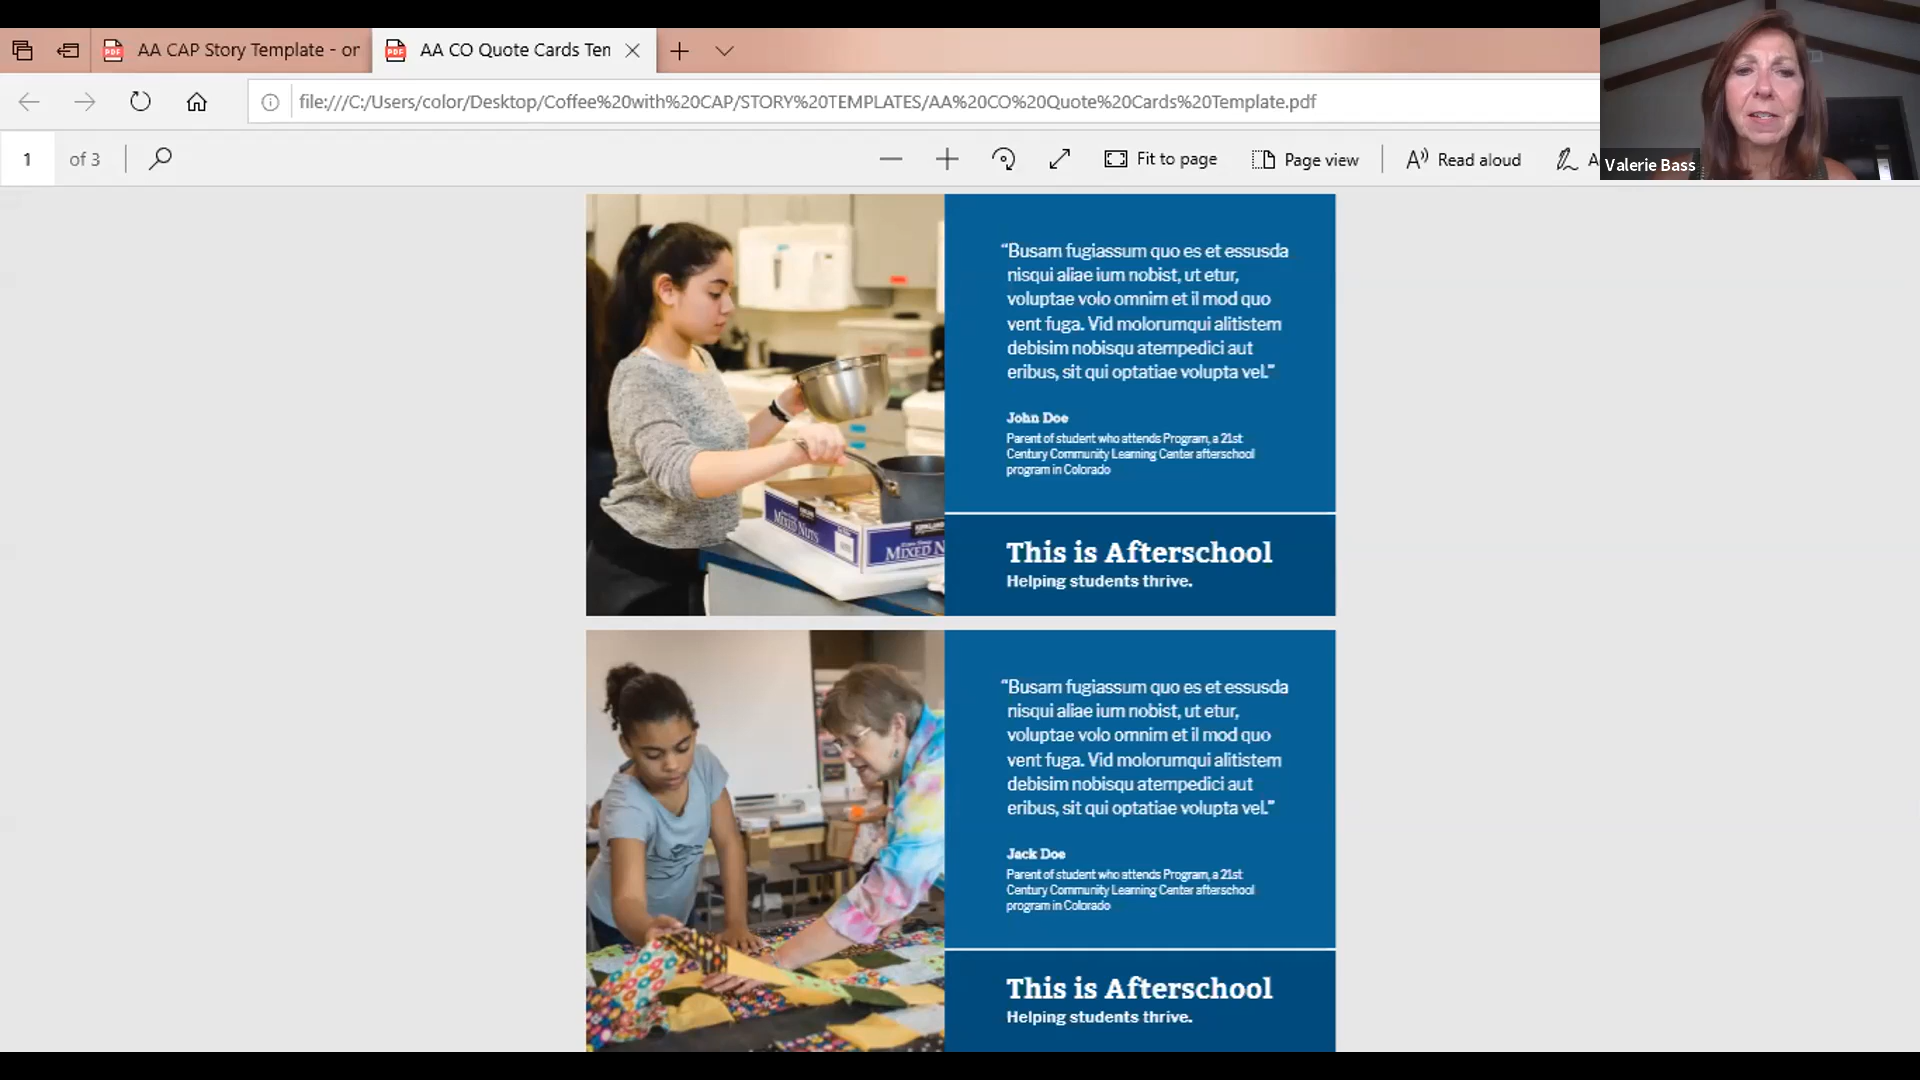 AA CAP Story Template - or
AA CO Quote Cards Ten
file:///C:/Users/color/Desktop/Coffee%20with%20CAP/STORY%20TEMPLATES/AA%20CO%20Quote%20Cards%20Template.pdf
1 of 3
Fit to page
Page view
Read aloud
A
Valerie Bass
“Busam fugiassum quo es et essusda
nisqui aliae ium nobist, ut etur,
voluptae volo omnim et il mod quo
vent fuga. Vid molorumqui alitistem
debisim nobisqu atempedici aut
eribus, sit qui optatiae volupta vel.”
John Doe
Parent of student who attends Program, a 21st
Century Community Learning Center afterschool
program in Colorado
KIRKLAND
MIXED NUTS
KIRKLAN
MIXED N
This is Afterschool
Helping students thrive.
“Busam fugiassum quo es et essusda
nisqui aliae ium nobist, ut etur,
voluptae volo omnim et il mod quo
vent fuga. Vid molorumqui alitistem
debisim nobisqu atempedici aut
eribus, sit qui optatiae volupta vel.”
Jack Doe
Parent of student who attends Program, a 21st
Century Community Learning Center afterschool
program in Colorado
This is Afterschool
Helping students thrive.